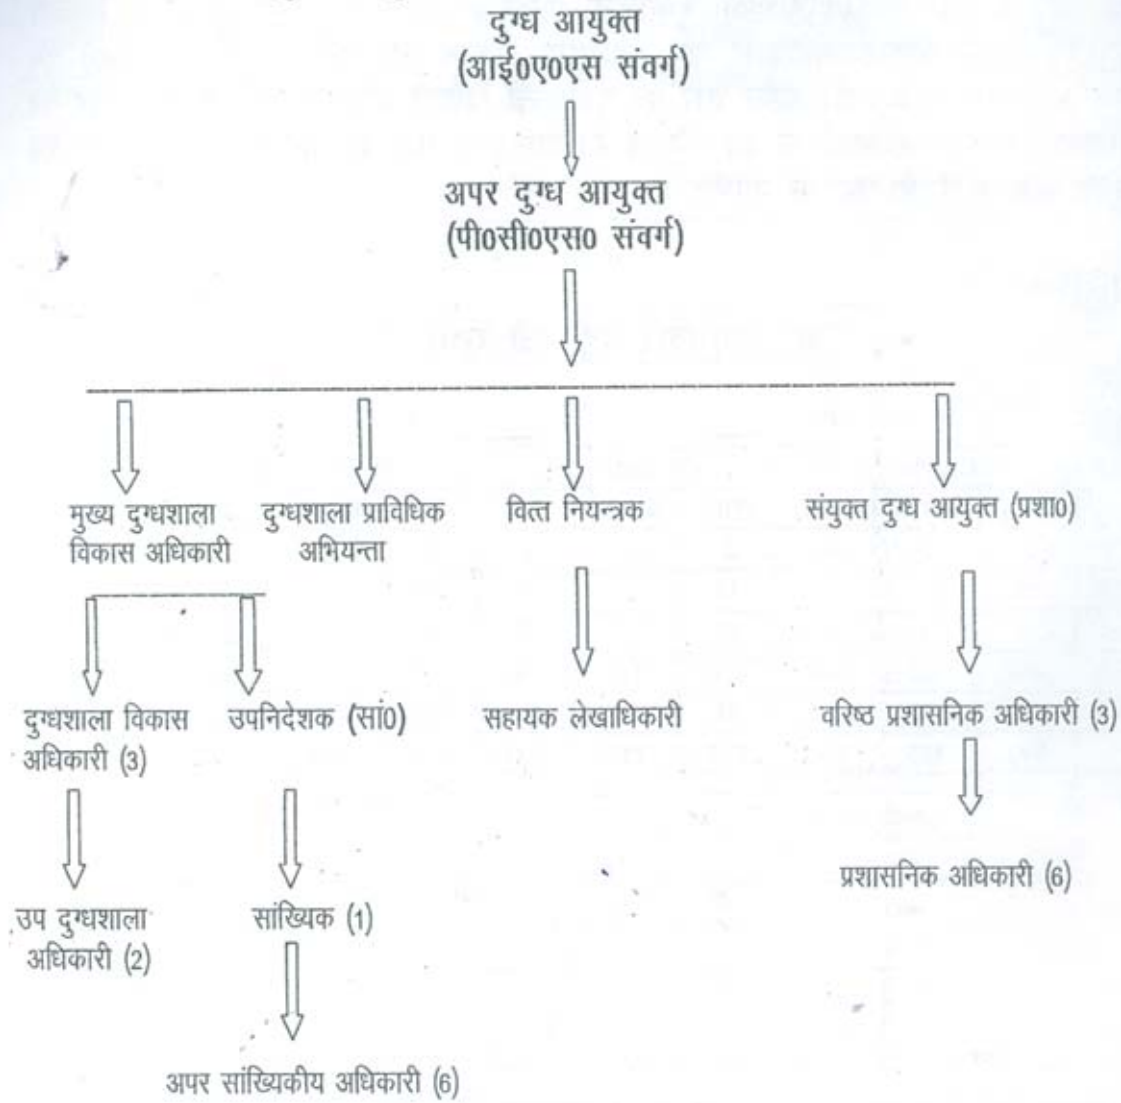 दुग्ध आयुक्त
(आई0ए0एस संवर्ग)
अपर दुग्ध आयुक्त
(पी0सी0एस0 संवर्ग)
मुख्य दुग्धशाला
विकास अधिकारी
दुग्धशाला प्राविधिक
अभियन्ता
वित्त नियन्त्रक
संयुक्त दुग्ध आयुक्त (प्रशा0)
दुग्धशाला विकास
अधिकारी (3)
उपनिदेशक (सां0)
सहायक लेखाधिकारी
वरिष्ठ प्रशासनिक अधिकारी (3)
उप दुग्धशाला
अधिकारी (2)
सांख्यिक (1)
प्रशासनिक अधिकारी (6)
अपर सांख्यिकीय अधिकारी (6)